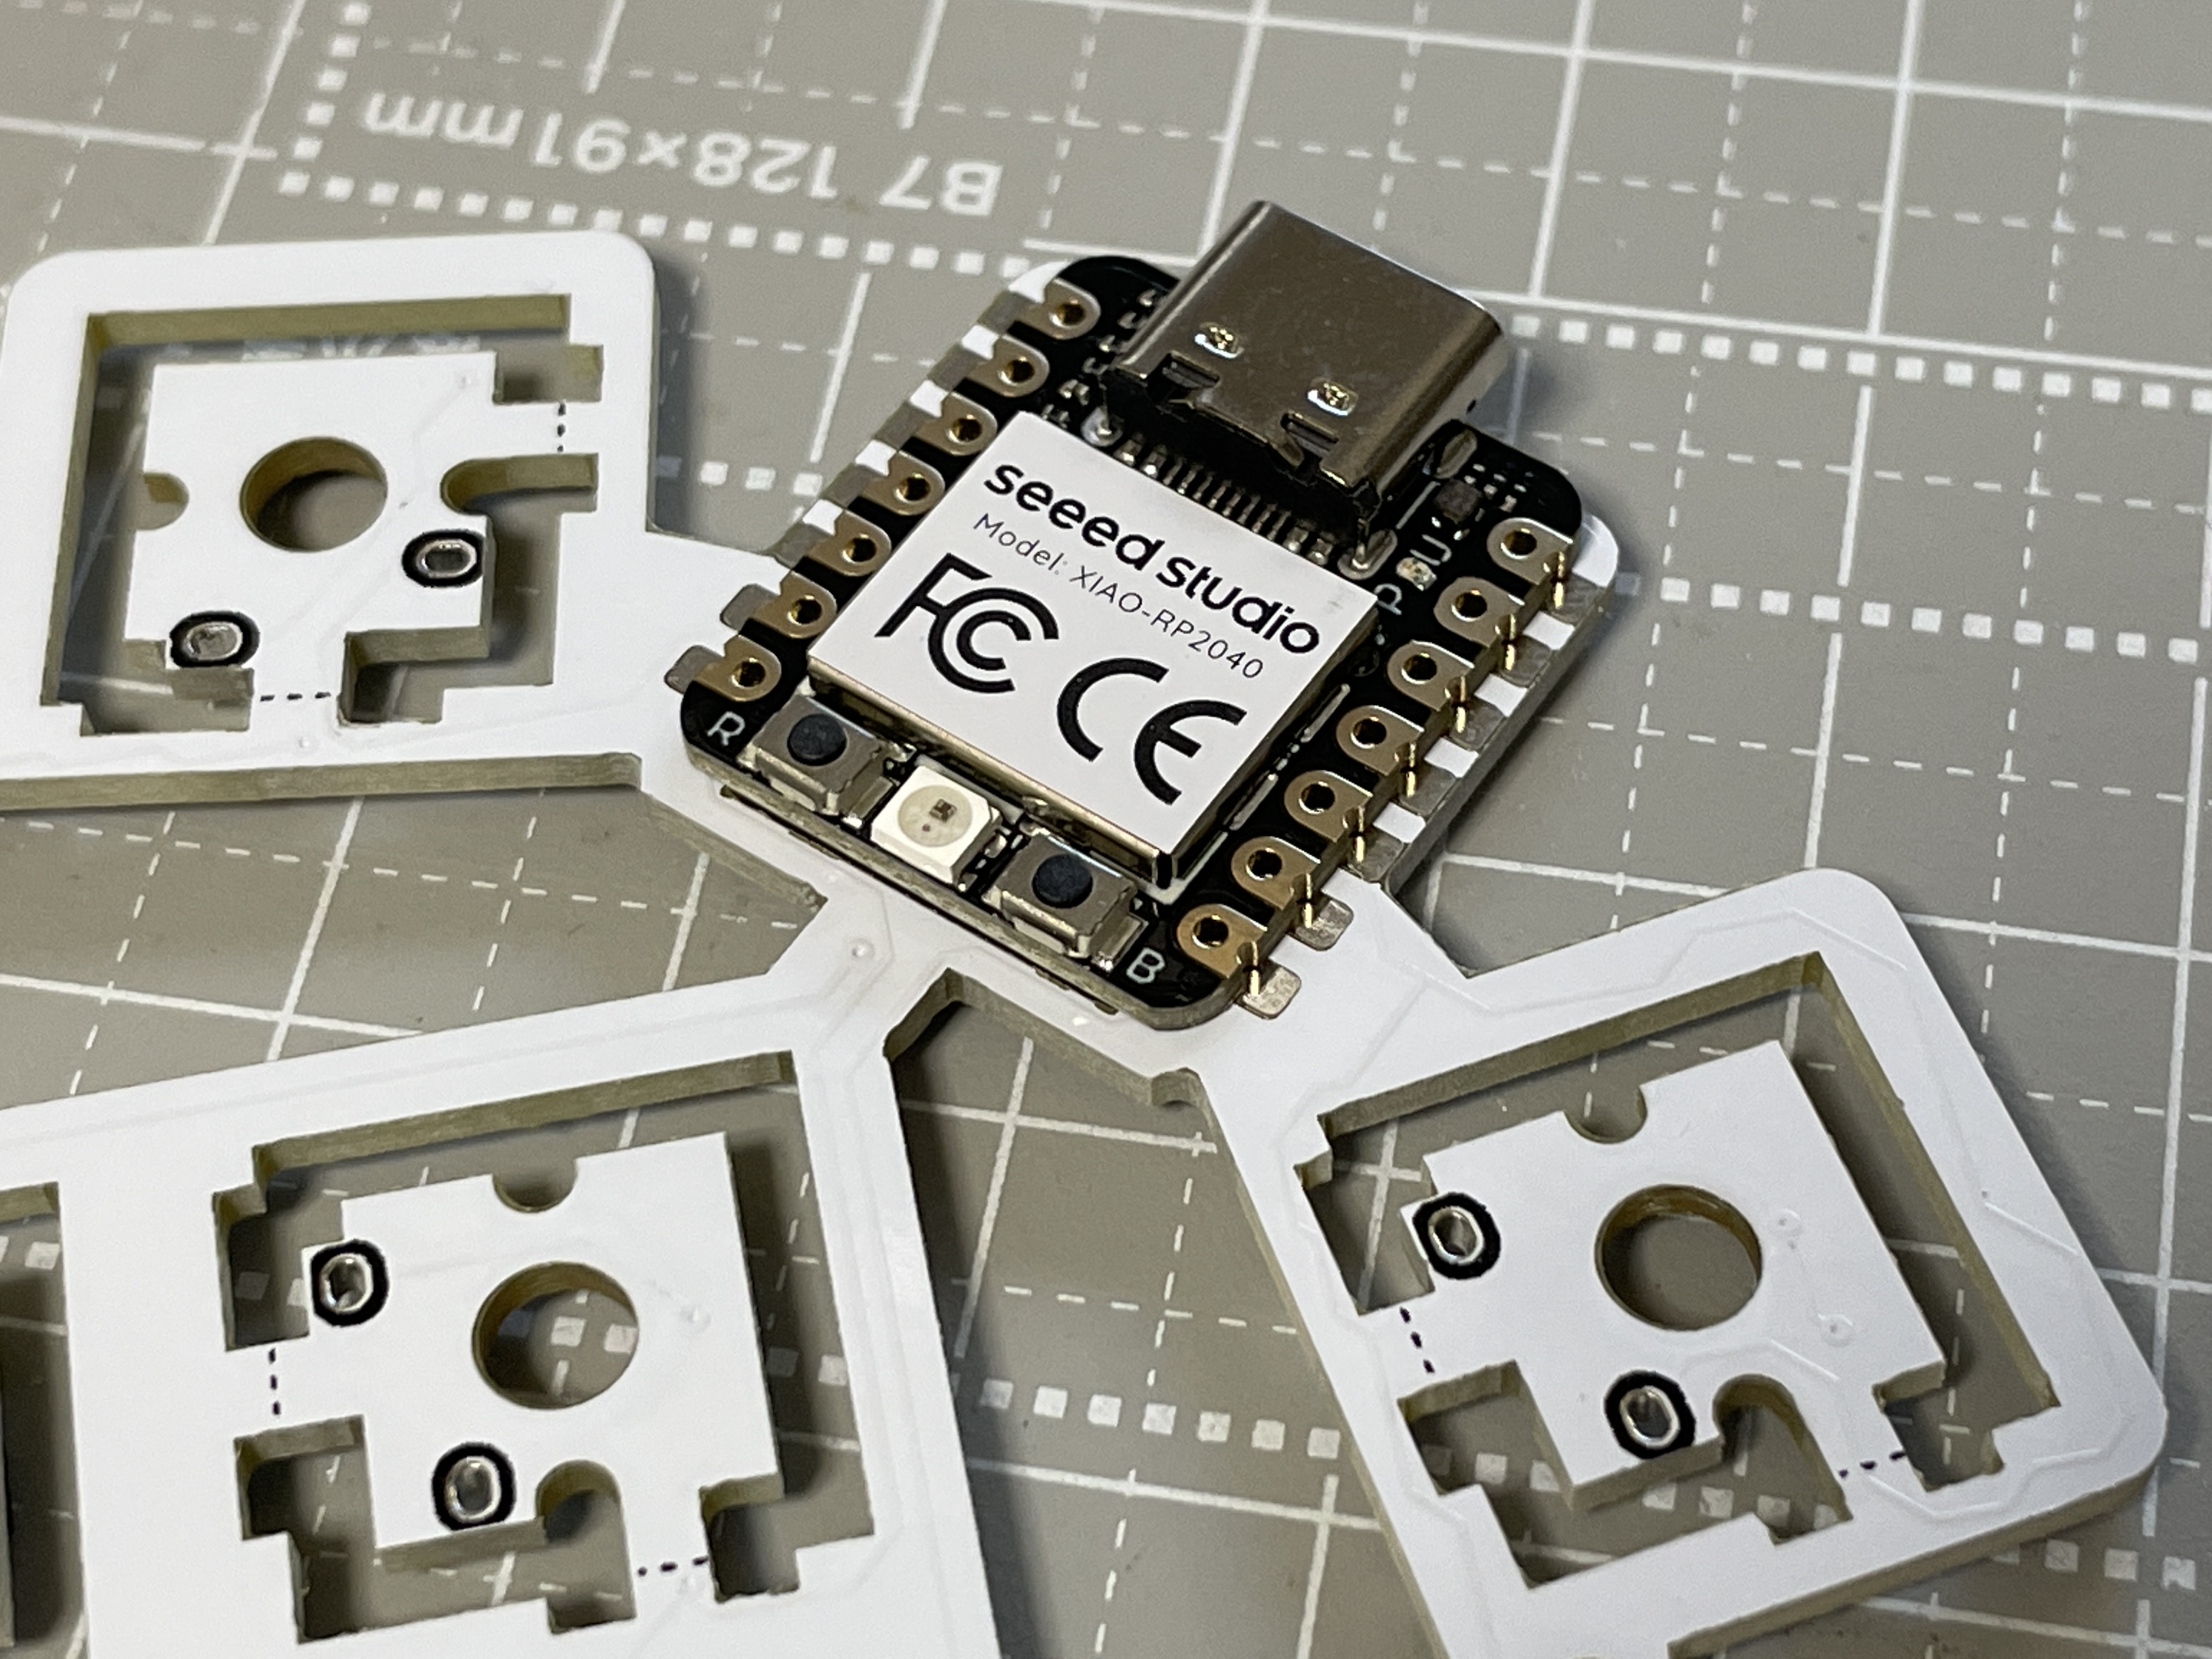 B7 128×91mm
seeed studio
Model: XIAO-RP2040
FC CE
R
B
P
U